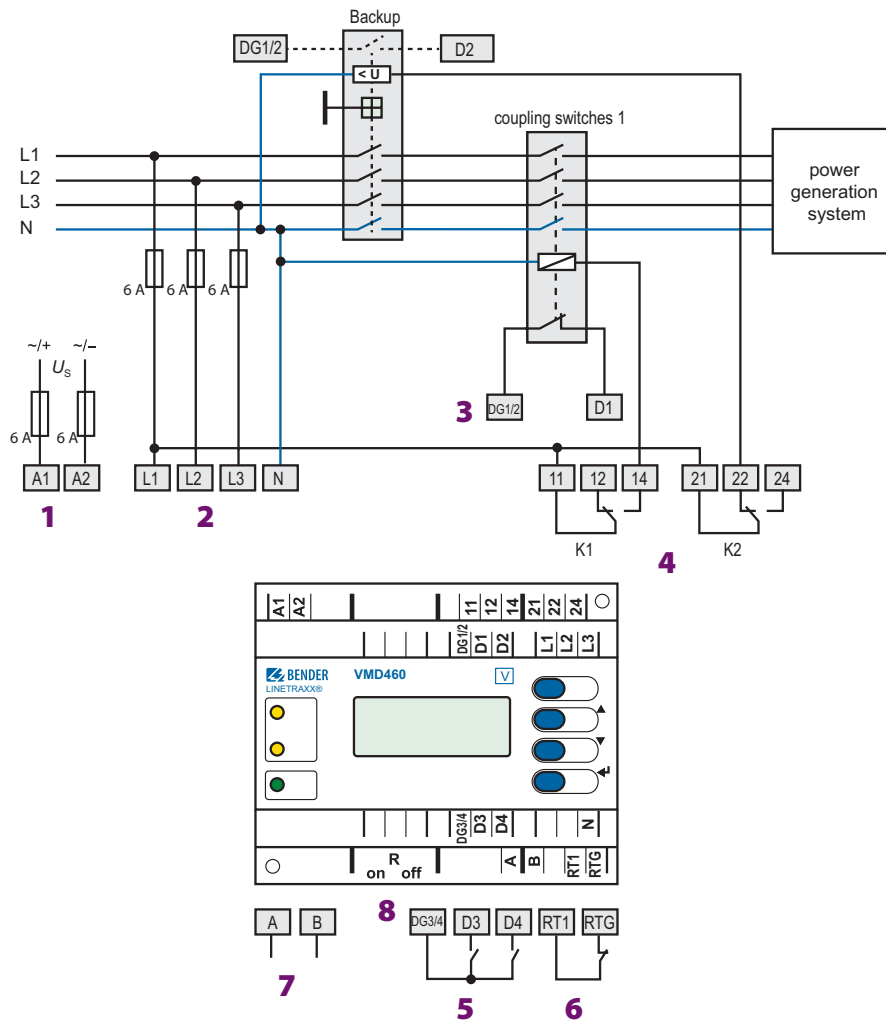 Backup
DG1/2
D2
< U
coupling switches 1
L1
L2
L3
N
power
generation
system
6 A
6 A
6 A
~/+
~/–
US
6 A
6 A
3
DG1/2
D1
A1
A2
L1
L2
L3
N
11
12
14
21
22
24
1
2
K1
4
K2
A1
A2
11
12
14
21
22
24
DG1/2
D1
D2
L1
L2
L3
BENDER
LINETRAXX®
VMD460
V
DG3/4
D3
D4
N
R
on off
A
B
RT1
RTG
8
A
B
DG3/4
D3
D4
RT1
RTG
7
5
6